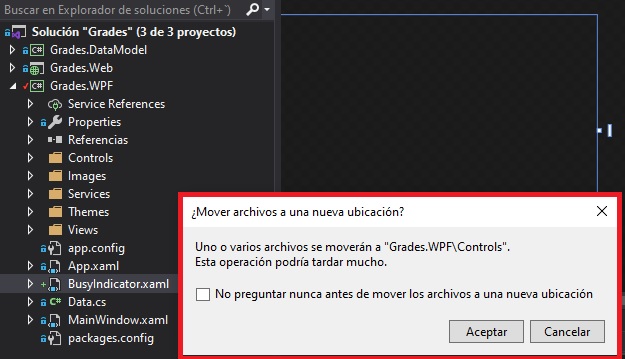 Buscar en Explorador de soluciones (Ctrl+`)
Solución "Grades" (3 de 3 proyectos)
Grades.DataModel
Grades.Web
Grades.WPF
Service References
Properties
Referencias
Controls
Images
Services
Themes
Views
app.config
App.xaml
BusyIndicator.xaml
Data.cs
MainWindow.xaml
packages.config
¿Mover archivos a una nueva ubicación?
Uno o varios archivos se moverán a "Grades.WPF\Controls".
Esta operación podría tardar mucho.
No preguntar nunca antes de mover los archivos a una nueva ubicación
Aceptar
Cancelar